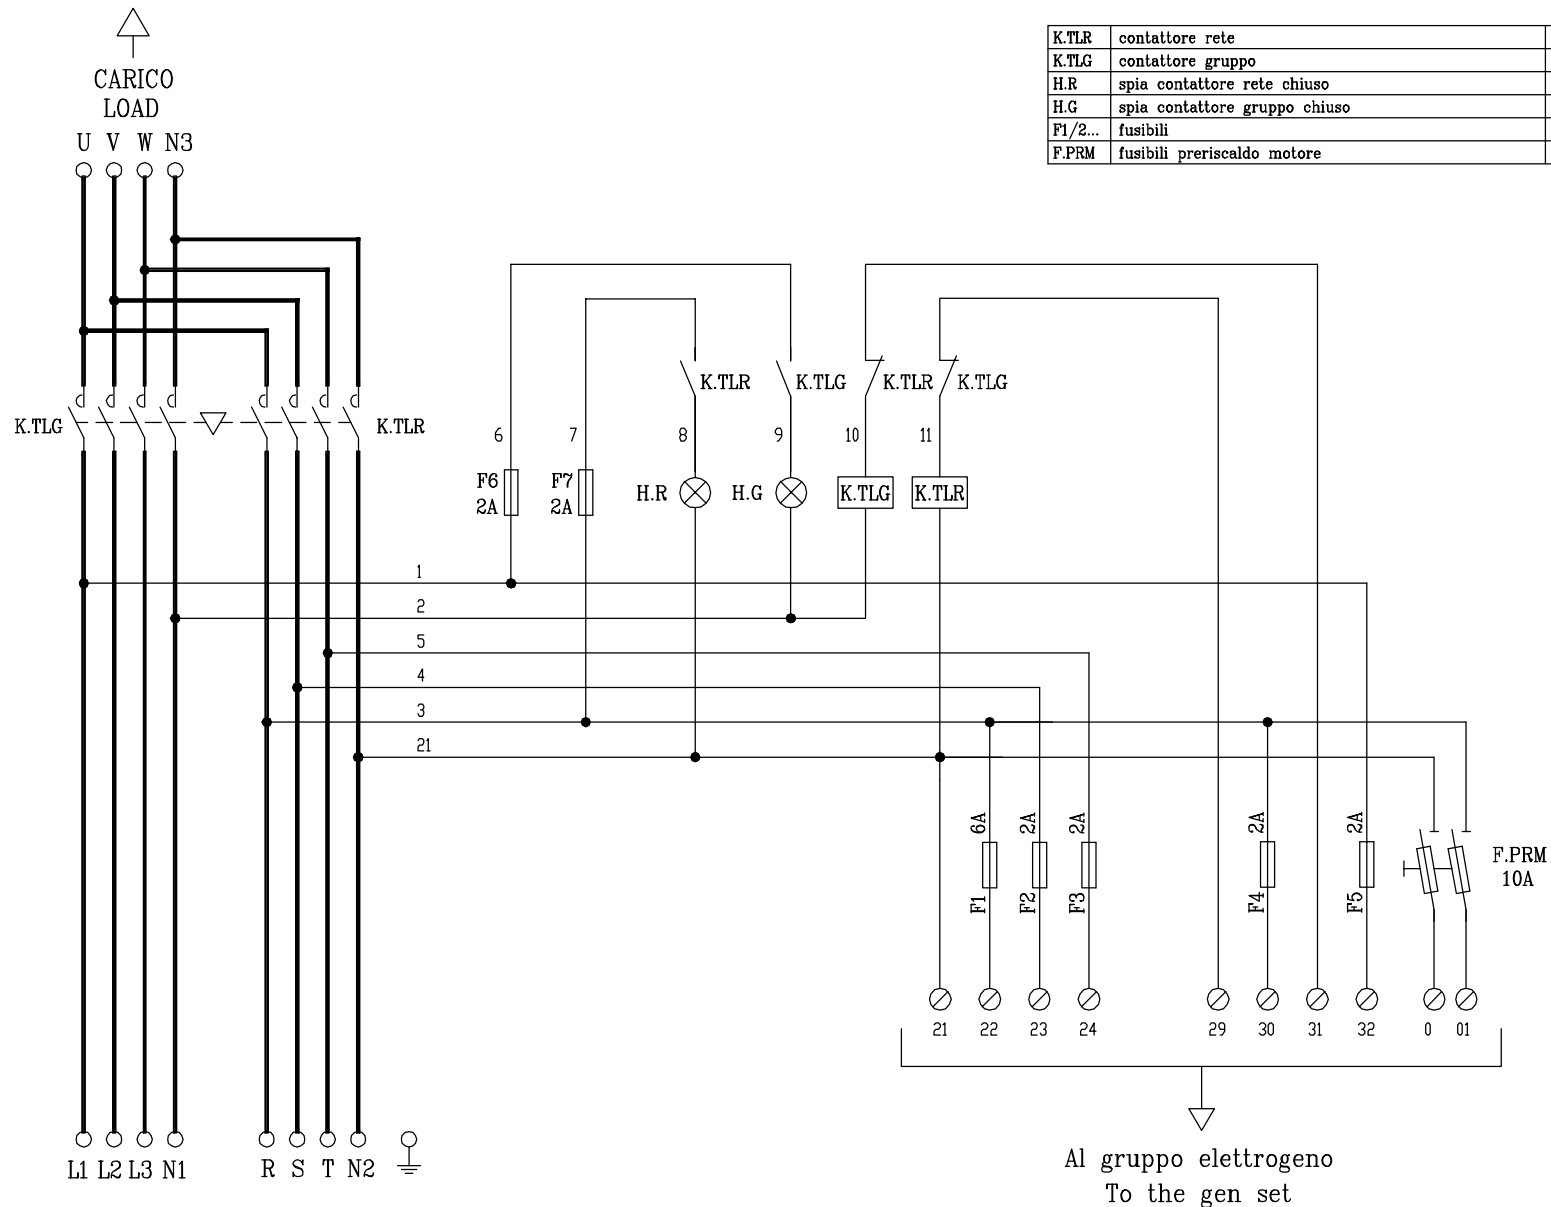 CARICO
LOAD
U V W N3
K.TLR contattore rete
K.TLG contattore gruppo
H.R spia contattore rete chiuso
H.G spia contattore gruppo chiuso
F1/2... fusibili
F.PRM fusibili preriscaldo motore
K.TLR K.TLG K.TLR K.TLG
K.TLG K.TLR
6 7 8 9 10 11
F6
2A
F7
2A
H.R H.G K.TLG K.TLR
1
2
5
4
3
21
6A 2A 2A 2A 2A
F1 F2 F3 F4 F5
F.PRM
10A
21 22 23 24 29 30 31 32 0 01
L1 L2 L3 N1 R S T N2
Al gruppo elettrogeno
To the gen set